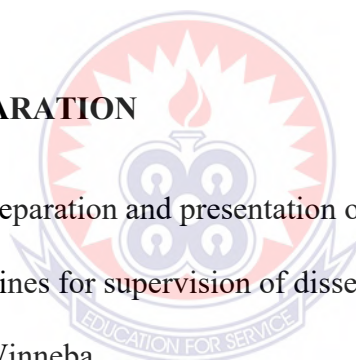 ARATION
eparation and presentation o
ines for supervision of disse
Winneba
EDUCATION FOR SERVICE